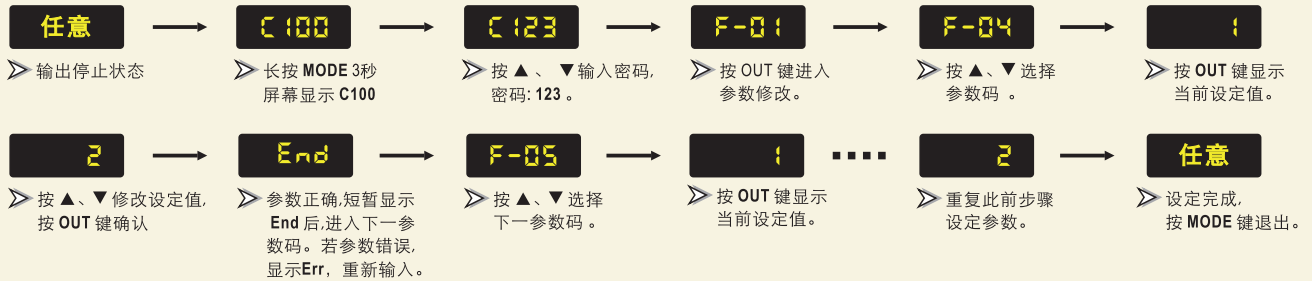 任意
C100
C123
F-01
F-04
1
输出停止状态
长按 MODE 3秒
屏幕显示 C100
按 ▲ 、 ▼输入密码,
密码: 123 。
按 OUT 键进入
参数修改。
按 ▲、▼ 选择
参数码 。
按 OUT 键显示
当前设定值。
2
End
F-05
1
2
任意
按 ▲、▼ 修改设定值,
按 OUT 键确认
参数正确,短暂显示
End 后,进入下一参
数码。若参数错误,
显示Err，重新输入。
按 ▲、▼ 选择
下一参数码 。
按 OUT 键显示
当前设定值。
重复此前步骤
设定参数。
设定完成,
按 MODE 键退出。